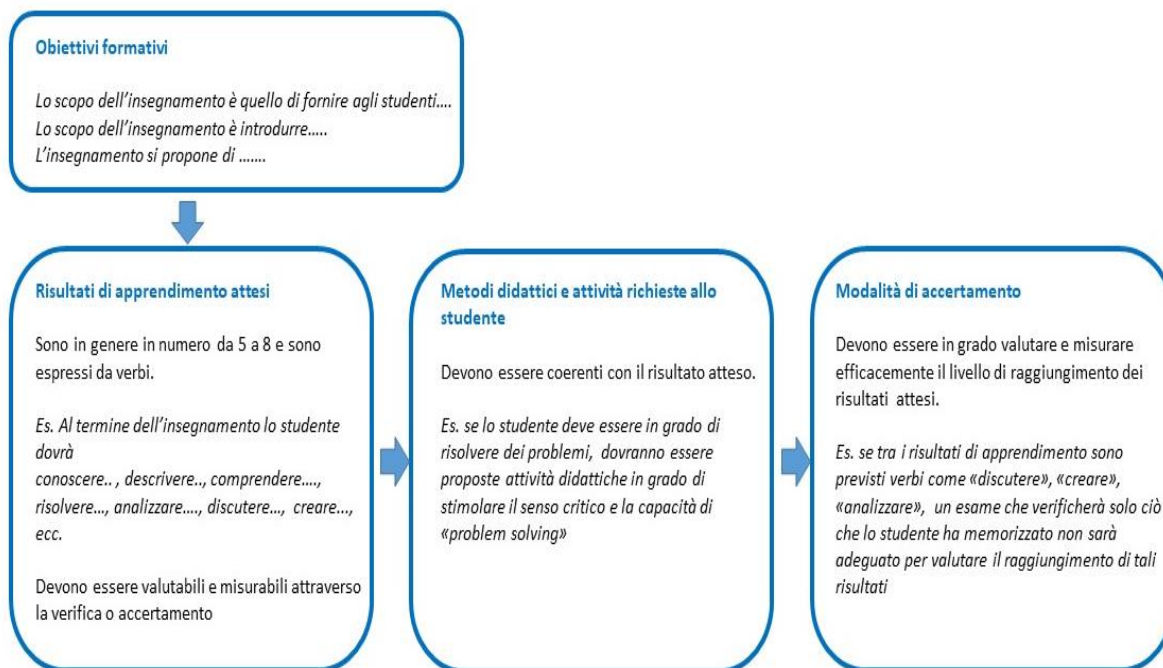 Obiettivi formativi
Lo scopo dell'insegnamento è quello di fornire agli studenti....
Lo scopo dell'insegnamento è introdurre.....
L'insegnamento si propone di .......
Risultati di apprendimento attesi
Sono in genere in numero da 5 a 8 e sono
espressi da verbi.
Es. Al termine dell'insegnamento lo studente
dovrà
conoscere.. , descrivere.., comprendere....,
risolvere..., analizzare...., discutere..., creare...,
ecc.
Devono essere valutabili e misurabili attraverso
la verifica o accertamento
Metodi didattici e attività richieste allo
studente
Devono essere coerenti con il risultato atteso.
Es. se lo studente deve essere in grado di
risolvere dei problemi, dovranno essere
proposte attività didattiche in grado di
stimolare il senso critico e la capacità di
«problem solving»
Modalità di accertamento
Devono essere in grado valutare e misurare
efficacemente il livello di raggiungimento dei
risultati attesi.
Es. se tra i risultati di apprendimento sono
previsti verbi come «discutere», «creare»,
«analizzare», un esame che verificherà solo ciò
che lo studente ha memorizzato non sarà
adeguato per valutare il raggiungimento di tali
risultati